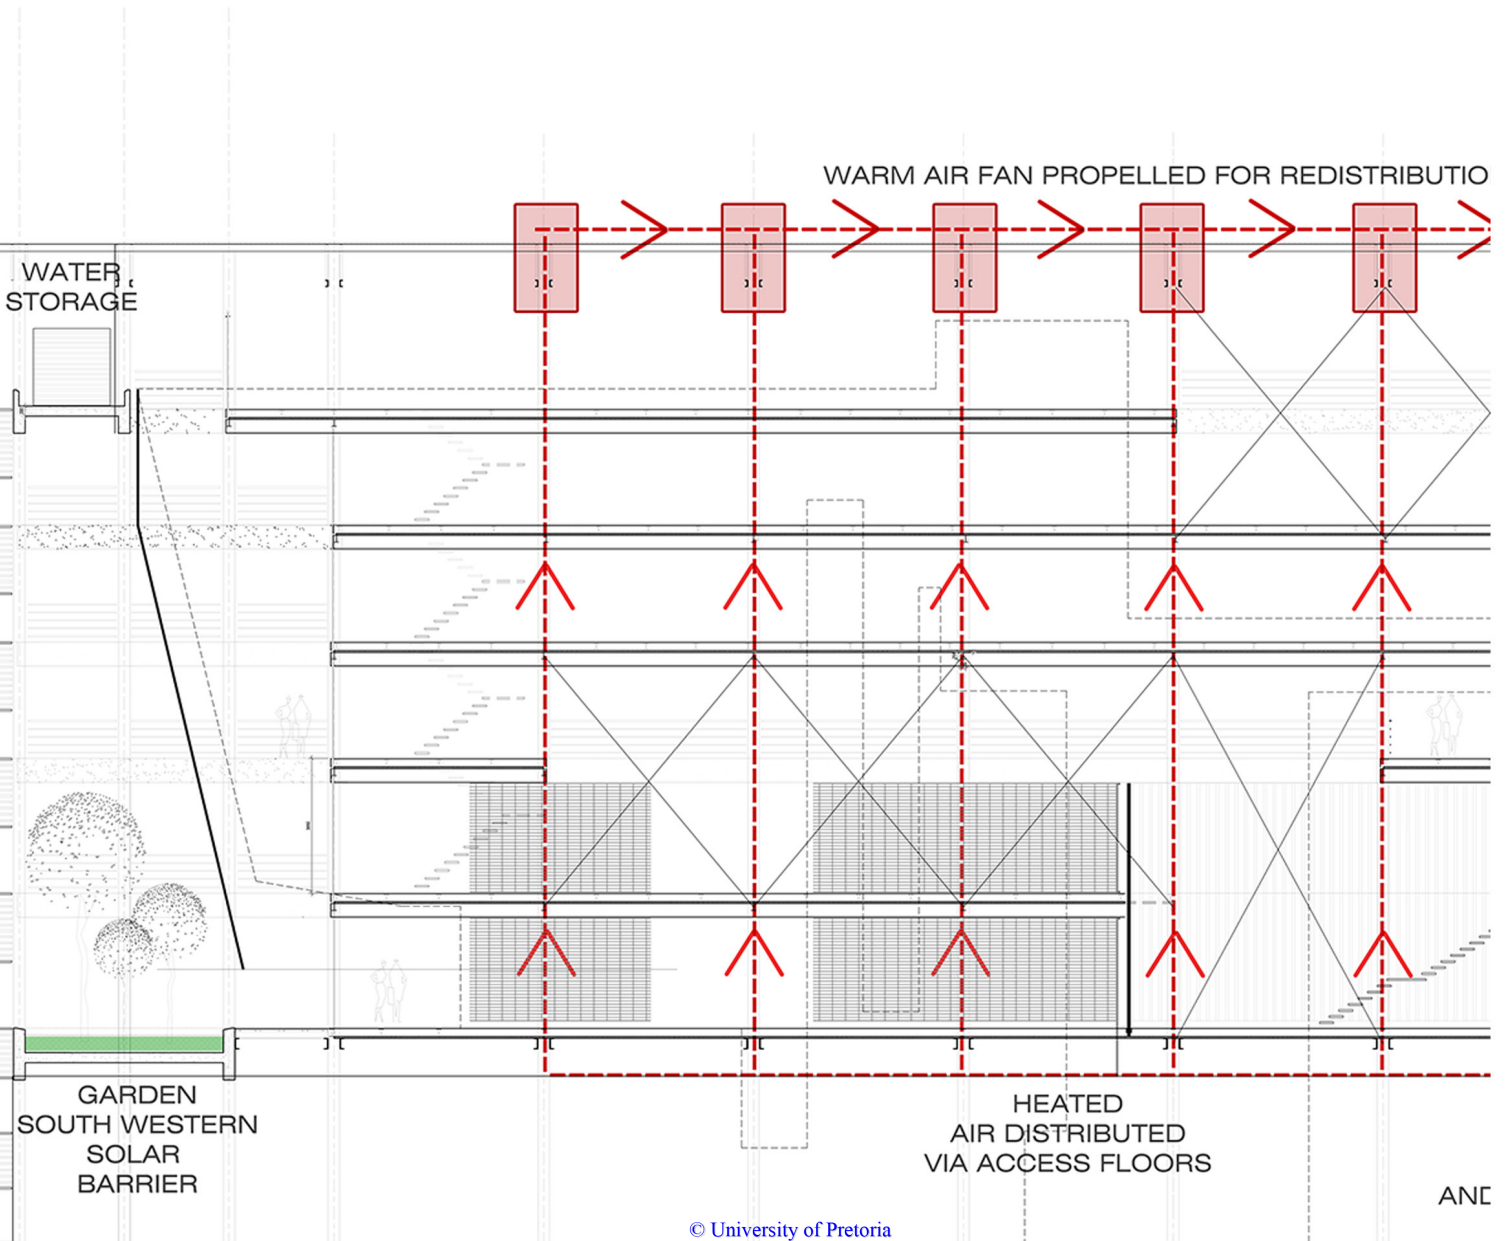 WARM AIR FAN PROPELLED FOR REDISTRIBUTIO
WATER
STORAGE
GARDEN
SOUTH WESTERN
SOLAR
BARRIER
HEATED
AIR DISTRIBUTED
VIA ACCESS FLOORS
AND
© University of Pretoria